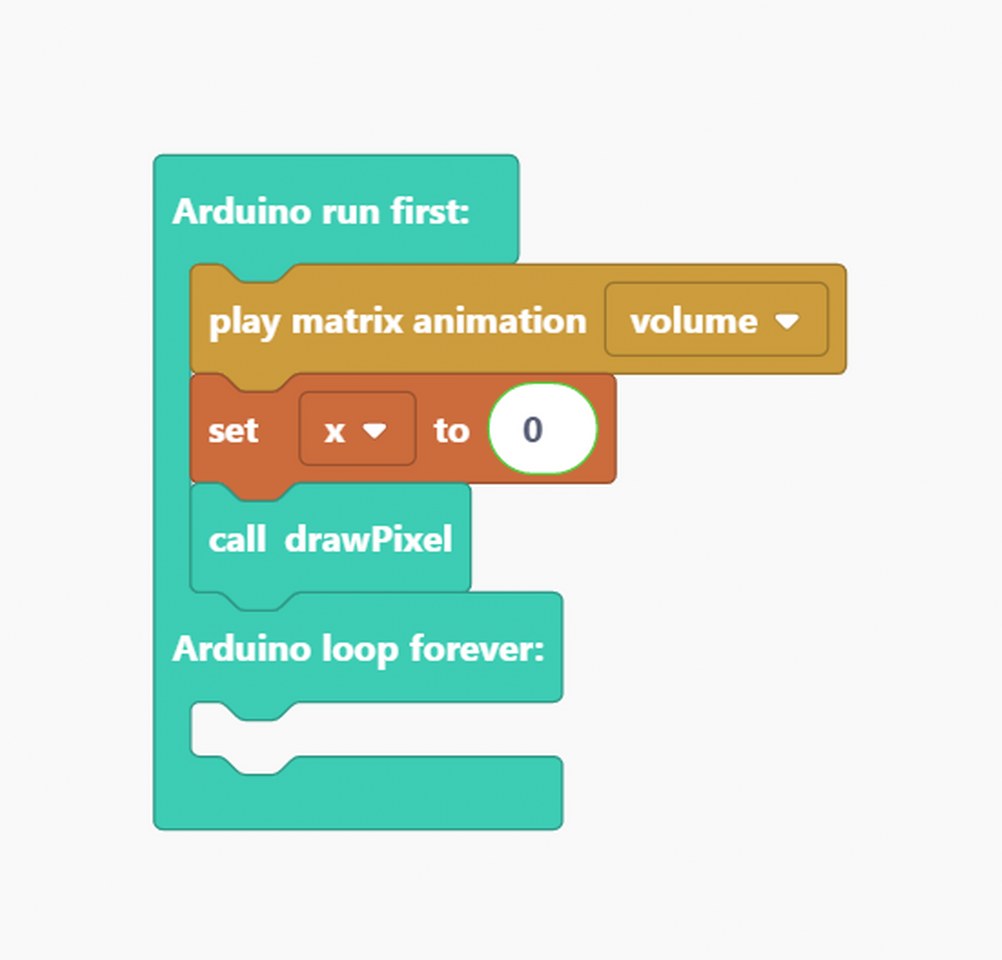 Arduino run first:
play matrix animation volume
set x to 0
call drawPixel
Arduino loop forever: